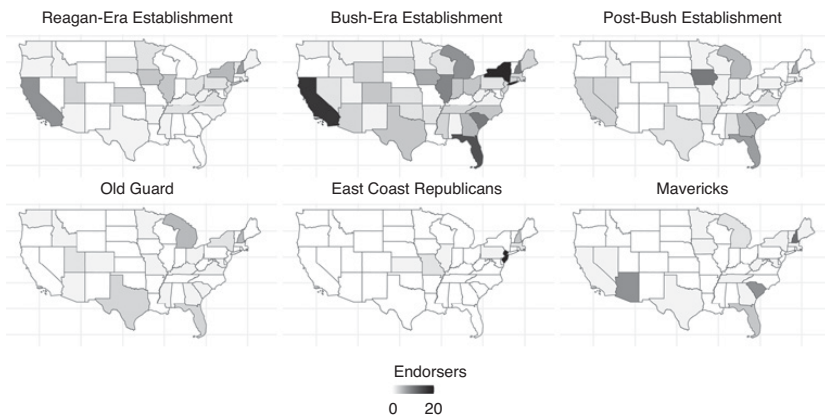 Reagan-Era Establishment
Bush-Era Establishment
Post-Bush Establishment
Old Guard
East Coast Republicans
Mavericks
Endorsers
0 20